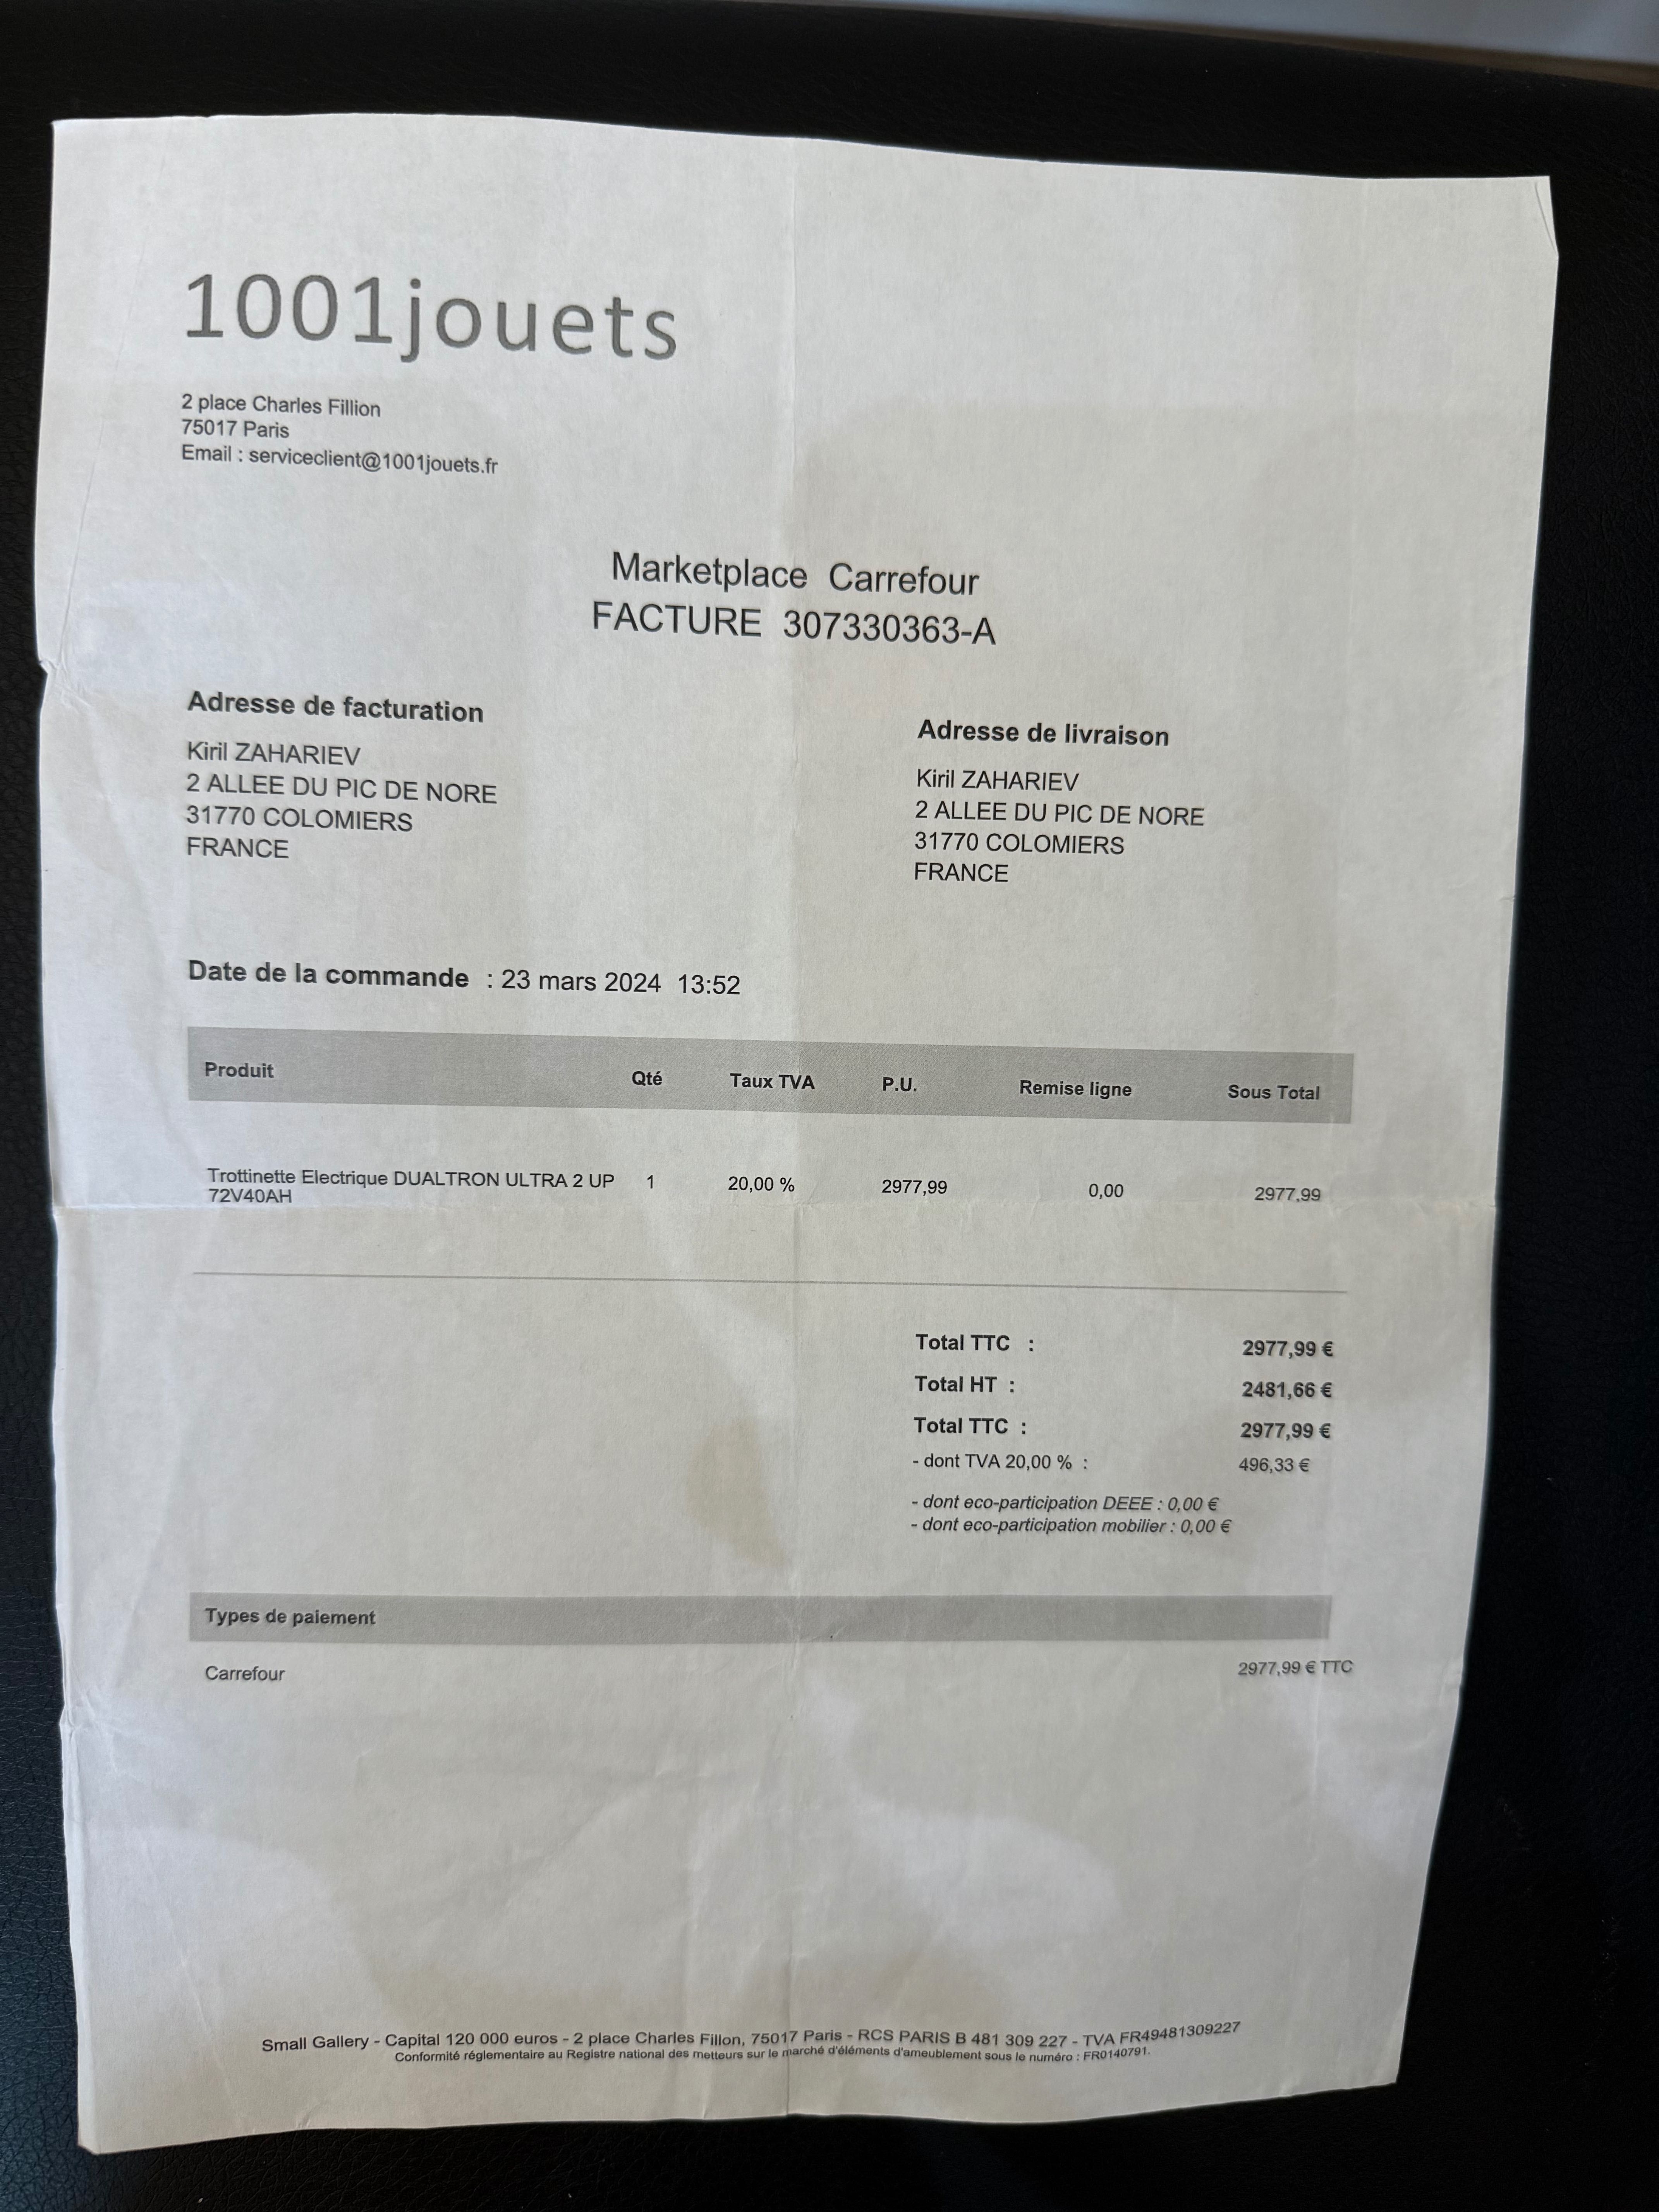 1001jouets
2 place Charles Fillion
75017 Paris
Email : serviceclient@1001jouets.fr
Marketplace Carrefour
FACTURE 307330363-A
Adresse de facturation
Kiril ZAHARIEV
2 ALLEE DU PIC DE NORE
31770 COLOMIERS
FRANCE
Adresse de livraison
Kiril ZAHARIEV
2 ALLEE DU PIC DE NORE
31770 COLOMIERS
FRANCE
Date de la commande : 23 mars 2024 13:52
Produit Qté Taux TVA P.U. Remise ligne Sous Total
Trottinette Electrique DUALTRON ULTRA 2 UP 1 20,00 % 2977,99 0,00 2977,99
72V40AH
Total TTC : 2977,99 €
Total HT : 2481,66 €
Total TTC : 2977,99 €
- dont TVA 20,00 % : 496,33 €
- dont eco-participation DEEE : 0,00 €
- dont eco-participation mobilier : 0,00 €
Types de paiement
Carrefour 2977,99 € TTC
Small Gallery - Capital 120 000 euros - 2 place Charles Fillon, 75017 Paris - RCS PARIS B 481 309 227 - TVA FR49481309227
Conformité réglementaire au Registre national des metteurs sur le marché d'éléments d'ameublement sous le numéro : FR0140791.